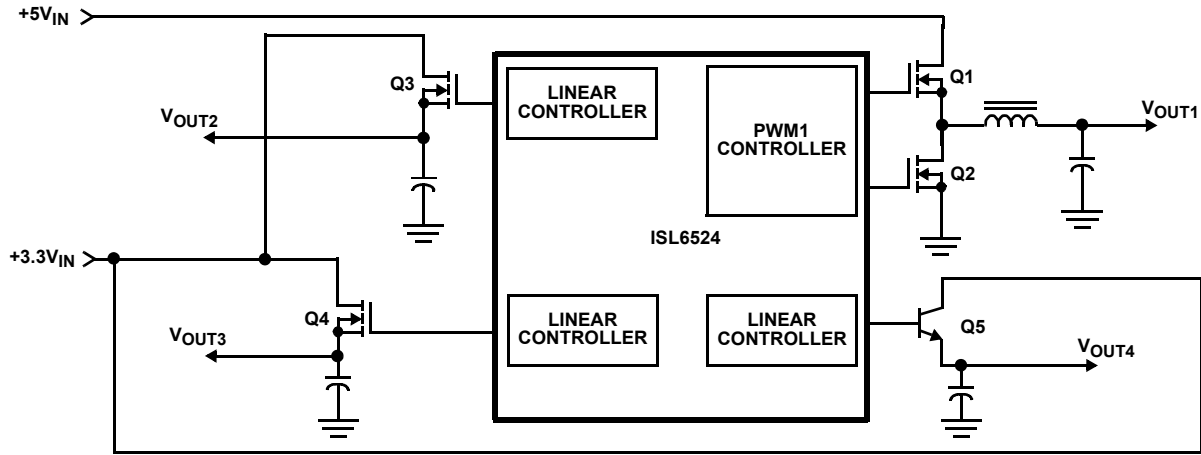 +5VIN
Q3
LINEAR
CONTROLLER
Q1
VOUT2
PWM1
CONTROLLER
VOUT1
Q2
ISL6524
+3.3VIN
Q4
LINEAR
CONTROLLER
LINEAR
CONTROLLER
Q5
VOUT3
VOUT4